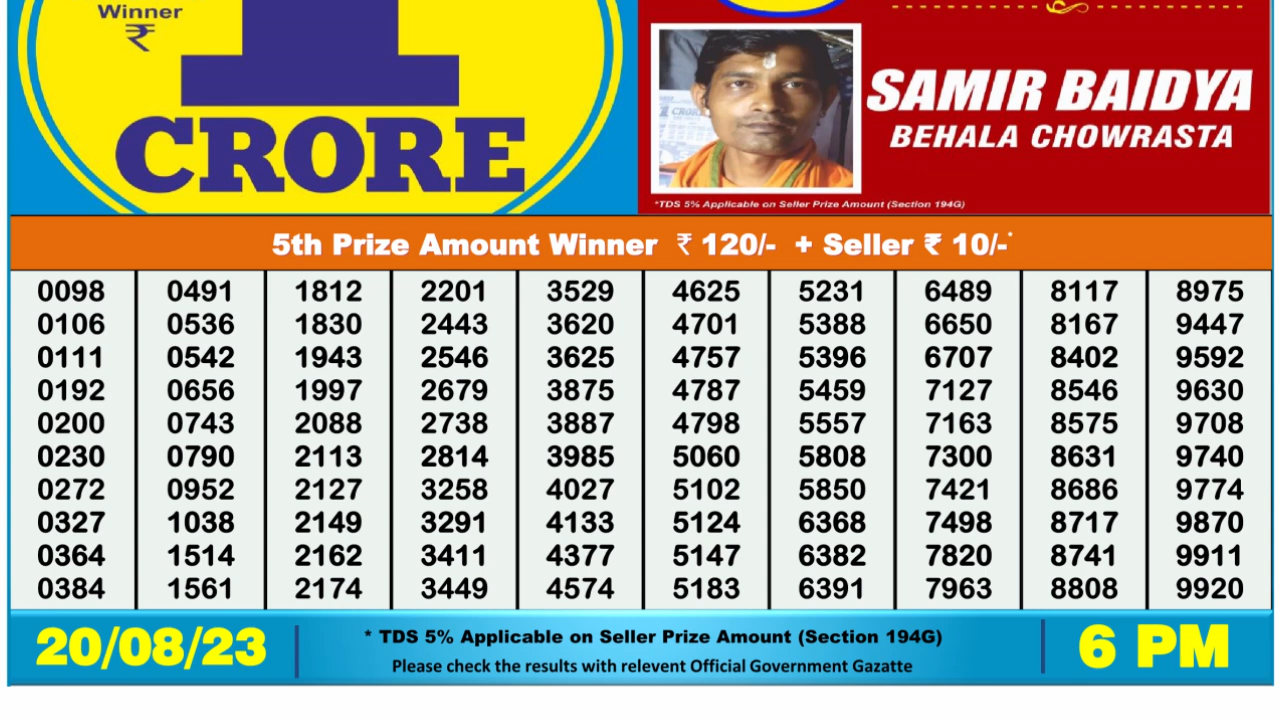 Winner
₹
1
CRORE
SAMIR BAIDYA
BEHALA CHOWRASTA
*TDS 5% Applicable on Seller Prize Amount (Section 194G)
5th Prize Amount Winner ₹ 120/- + Seller ₹ 10/-*
0098 0491 1812 2201 3529 4625 5231 6489 8117 8975
0106 0536 1830 2443 3620 4701 5388 6650 8167 9447
0111 0542 1943 2546 3625 4757 5396 6707 8402 9592
0192 0656 1997 2679 3875 4787 5459 7127 8546 9630
0200 0743 2088 2738 3887 4798 5557 7163 8575 9708
0230 0790 2113 2814 3985 5060 5808 7300 8631 9740
0272 0952 2127 3258 4027 5102 5850 7421 8686 9774
0327 1038 2149 3291 4133 5124 6368 7498 8717 9870
0364 1514 2162 3411 4377 5147 6382 7820 8741 9911
0384 1561 2174 3449 4574 5183 6391 7963 8808 9920
20/08/23
* TDS 5% Applicable on Seller Prize Amount (Section 194G)
Please check the results with relevent Official Government Gazatte
6 PM